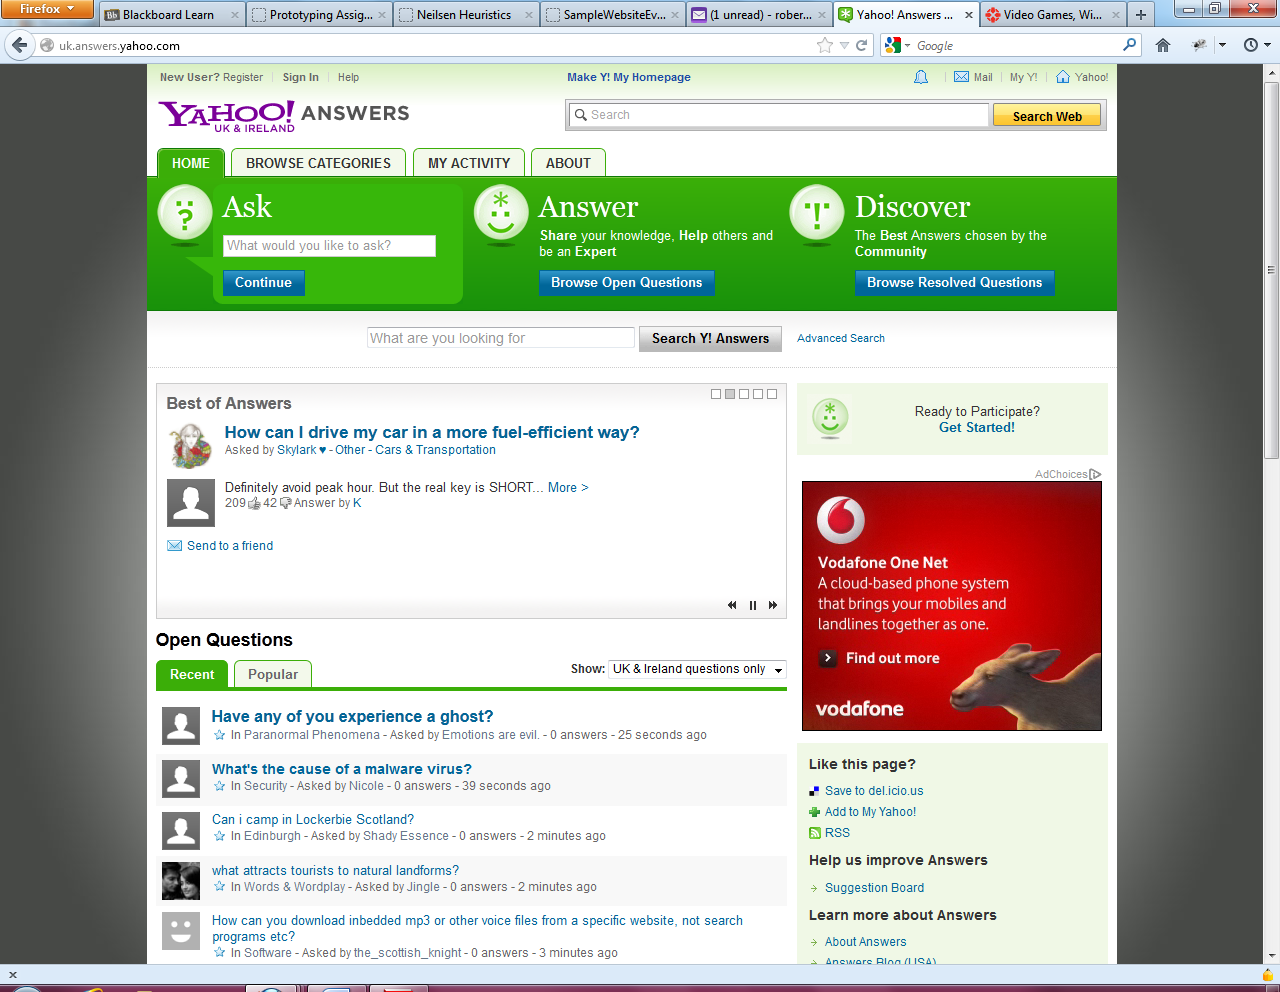 Firefox
Blackboard Learn
Prototyping Assig...
Neilsen Heuristics
SampleWebsiteEv...
(1 unread) - rober...
Yahoo! Answers ...
Video Games, Wi...
uk.answers.yahoo.com
Google
New User? Register
Sign In
Help
Make Y! My Homepage
Mail
My Y!
Yahoo!
YAHOO! ANSWERS
UK & IRELAND
Search
Search Web
HOME
BROWSE CATEGORIES
MY ACTIVITY
ABOUT
Ask
What would you like to ask?
Continue
Answer
Share your knowledge, Help others and
be an Expert
Browse Open Questions
Discover
The Best Answers chosen by the
Community
Browse Resolved Questions
What are you looking for
Search Y! Answers
Advanced Search
Best of Answers
How can I drive my car in a more fuel-efficient way?
Asked by Skylark ♥ - Other - Cars & Transportation
Definitely avoid peak hour. But the real key is SHORT... More >
209 42 Answer by K
Send to a friend
Ready to Participate?
Get Started!
AdChoices
Vodafone One Net
A cloud-based phone system
that brings your mobiles and
landlines together as one.
Find out more
vodafone
Open Questions
Recent
Popular
Show: UK & Ireland questions only
Have any of you experience a ghost?
In Paranormal Phenomena - Asked by Emotions are evil. - 0 answers - 25 seconds ago
What's the cause of a malware virus?
In Security - Asked by Nicole - 0 answers - 39 seconds ago
Can i camp in Lockerbie Scotland?
In Edinburgh - Asked by Shady Essence - 0 answers - 2 minutes ago
what attracts tourists to natural landforms?
In Words & Wordplay - Asked by Jingle - 0 answers - 2 minutes ago
How can you download inbedded mp3 or other voice files from a specific website, not search
programs etc?
In Software - Asked by the_scottish_knight - 0 answers - 3 minutes ago
Like this page?
Save to del.icio.us
Add to My Yahoo!
RSS
Help us improve Answers
Suggestion Board
Learn more about Answers
About Answers
Answers Blog (USA)